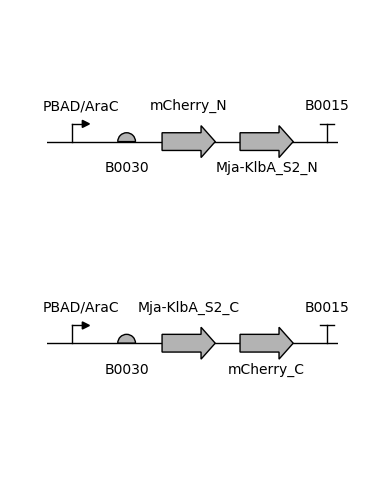 PBAD/AraC mCherry_N B0015
B0030 Mja-KlbA_S2_N
PBAD/AraC Mja-KlbA_S2_C B0015
B0030 mCherry_C